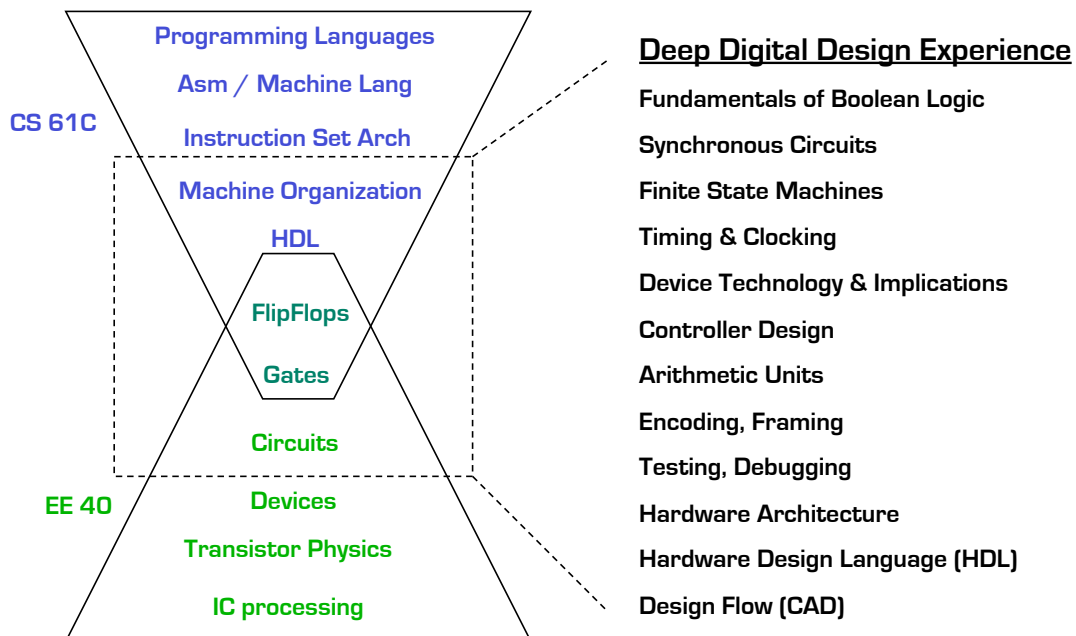 Programming Languages
Asm / Machine Lang
CS 61C
Instruction Set Arch
Machine Organization
HDL
FlipFlops
Gates
Circuits
EE 40
Devices
Transistor Physics
IC processing
Deep Digital Design Experience
Fundamentals of Boolean Logic
Synchronous Circuits
Finite State Machines
Timing & Clocking
Device Technology & Implications
Controller Design
Arithmetic Units
Encoding, Framing
Testing, Debugging
Hardware Architecture
Hardware Design Language (HDL)
Design Flow (CAD)